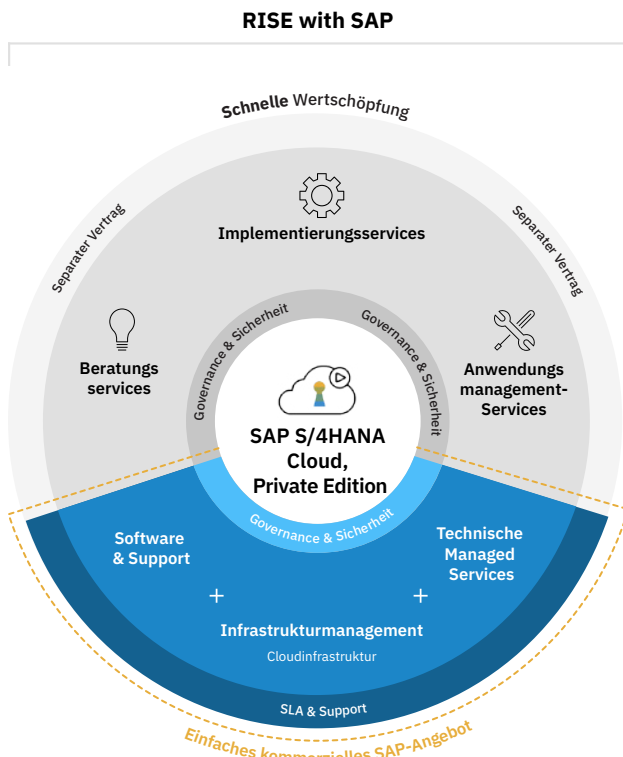 RISE with SAP
Schnelle Wertschöpfung
Separater Vertrag
Separater Vertrag
Implementierungsservices
Beratungs
services
Anwendungs
management-
Services
Governance & Sicherheit
Governance & Sicherheit
SAP S/4HANA
Cloud,
Private Edition
Governance & Sicherheit
Software
& Support
Technische
Managed
Services
+
+
Infrastrukturmanagement
Cloudinfrastruktur
SLA & Support
Einfaches kommerzielles SAP-Angebot